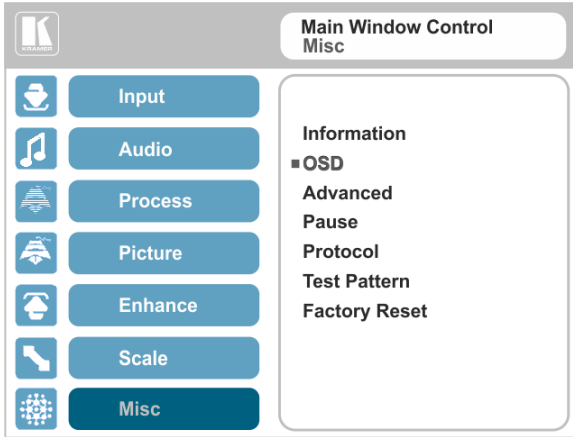 KRAMER
Main Window Control
Misc
Input
Audio
Process
Picture
Enhance
Scale
Misc
Information
OSD
Advanced
Pause
Protocol
Test Pattern
Factory Reset